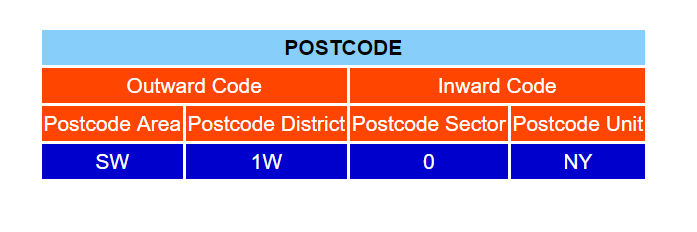 POSTCODE
Outward Code Inward Code
Postcode Area Postcode District Postcode Sector Postcode Unit
SW 1W 0 NY